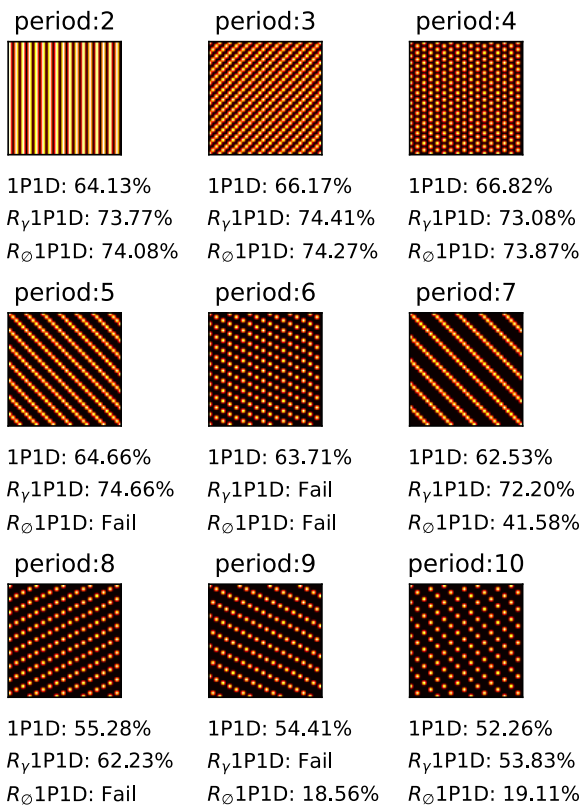 period:2 period:3 period:4
1P1D: 64.13% 1P1D: 66.17% 1P1D: 66.82%
Rᵧ1P1D: 73.77% Rᵧ1P1D: 74.41% Rᵧ1P1D: 73.08%
R∅1P1D: 74.08% R∅1P1D: 74.27% R∅1P1D: 73.87%
period:5 period:6 period:7
1P1D: 64.66% 1P1D: 63.71% 1P1D: 62.53%
Rᵧ1P1D: 74.66% Rᵧ1P1D: Fail Rᵧ1P1D: 72.20%
R∅1P1D: Fail R∅1P1D: Fail R∅1P1D: 41.58%
period:8 period:9 period:10
1P1D: 55.28% 1P1D: 54.41% 1P1D: 52.26%
Rᵧ1P1D: 62.23% Rᵧ1P1D: Fail Rᵧ1P1D: 53.83%
R∅1P1D: Fail R∅1P1D: 18.56% R∅1P1D: 19.11%